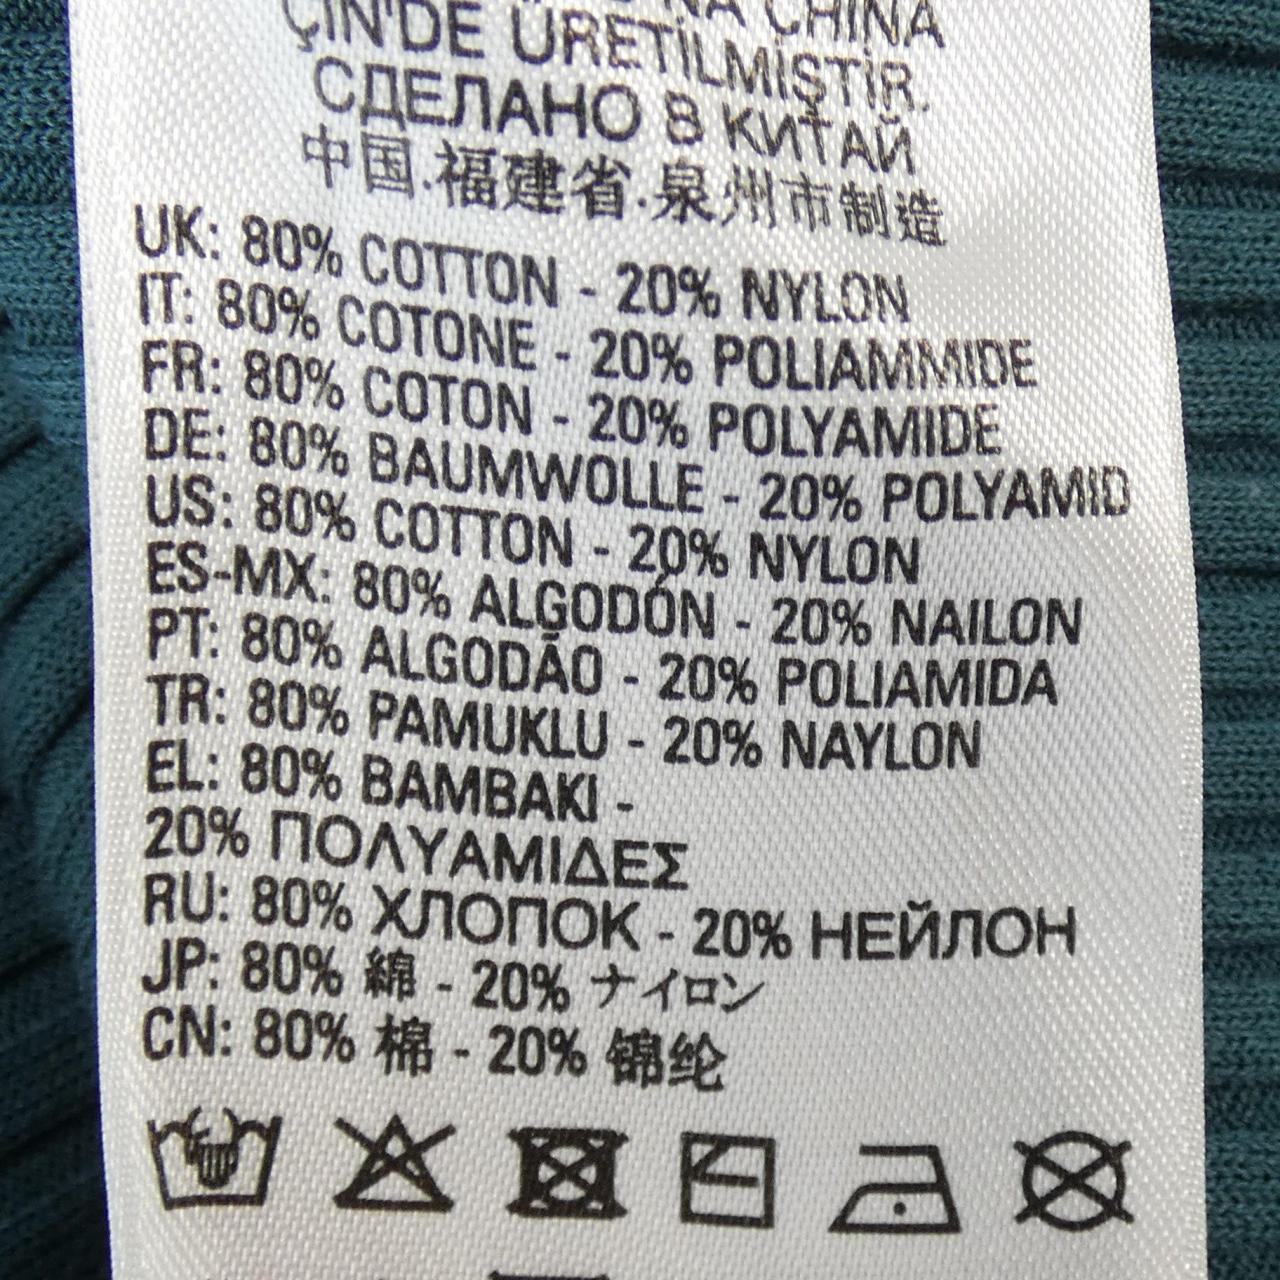 NA CHINA
ÇIN'DE ÜRETİLMİŞTİR.
СДЕЛАНО В КИТАЙ
中国.福建省.泉州市制造
UK: 80% COTTON - 20% NYLON
IT: 80% COTONE - 20% POLIAMMIDE
FR: 80% COTON - 20% POLYAMIDE
DE: 80% BAUMWOLLE - 20% POLYAMID
US: 80% COTTON - 20% NYLON
ES-MX: 80% ALGODÓN - 20% NAILON
PT: 80% ALGODÃO - 20% POLIAMIDA
TR: 80% PAMUKLU - 20% NAYLON
EL: 80% ΒΑΜΒΑΚΙ -
20% ΠΟΛΥΑΜΙΔΕΣ
RU: 80% ХЛОПОК - 20% НЕЙЛОН
JP: 80% 綿 - 20% ナイロン
CN: 80% 棉 - 20% 锦纶